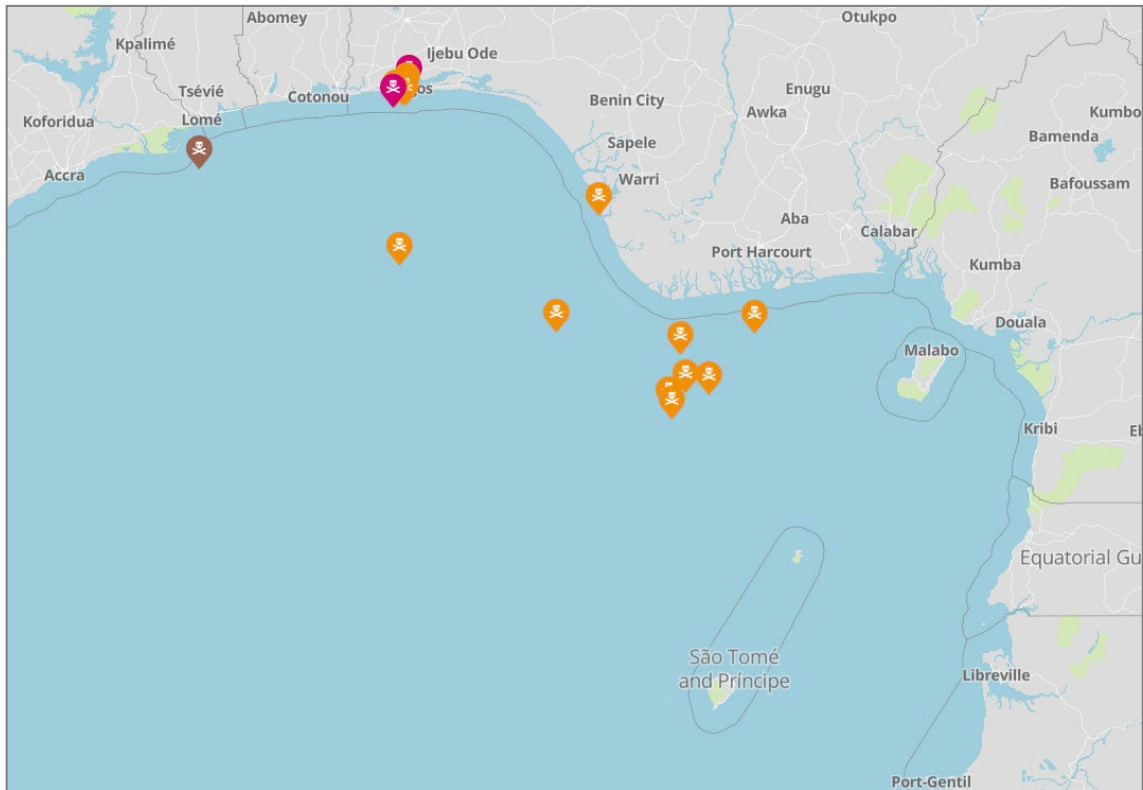 Abomey
Otukpo
Kpalimé
Ijebu Ode
Tsévié
Cotonou
Enugu
Benin City
Kumbo
Koforidua
Lomé
Awka
Bamenda
Sapele
Accra
Warri
Bafoussam
Aba
Calabar
Port Harcourt
Kumba
Douala
Malabo
Kribi
Equatorial Gu
São Tomé
and Príncipe
Libreville
Port-Gentil